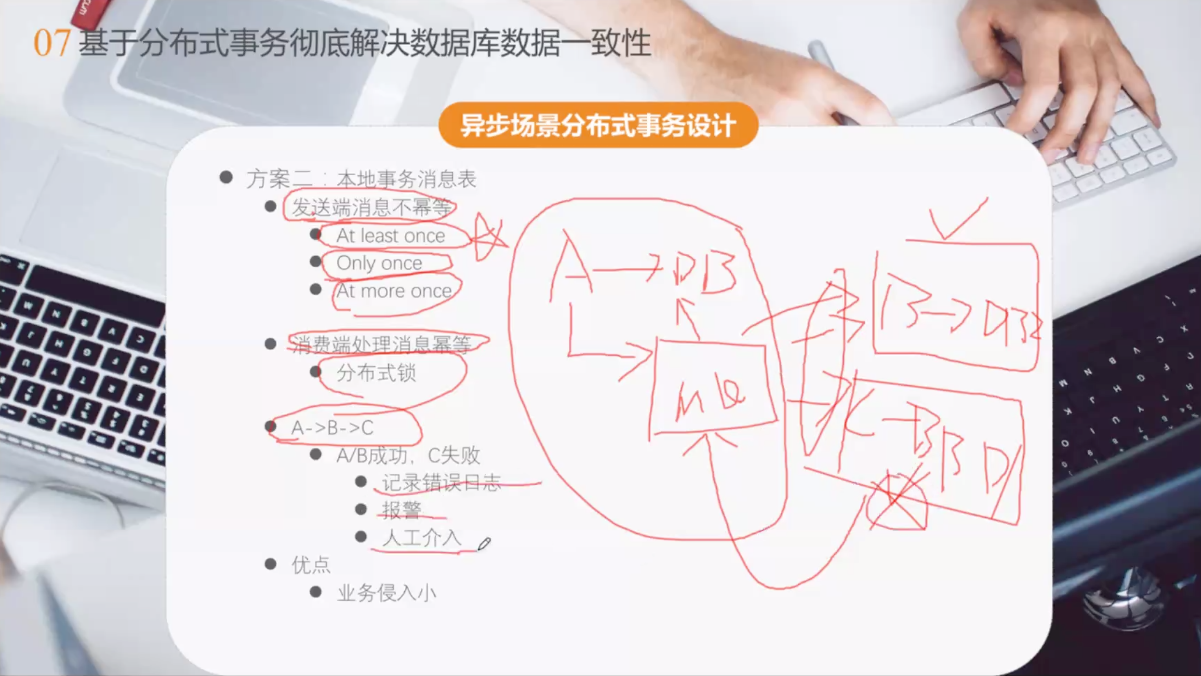 07 基于分布式事务彻底解决数据库数据一致性
异步场景分布式事务设计
方案二：本地事务消息表
发送端消息不幂等
At least once
Only once
At more once
消费端处理消息幂等
分布式锁
A->B->C
A/B成功，C失败
记录错误日志
报警
人工介入
优点
业务侵入小
A → DB
MQ
B → DB